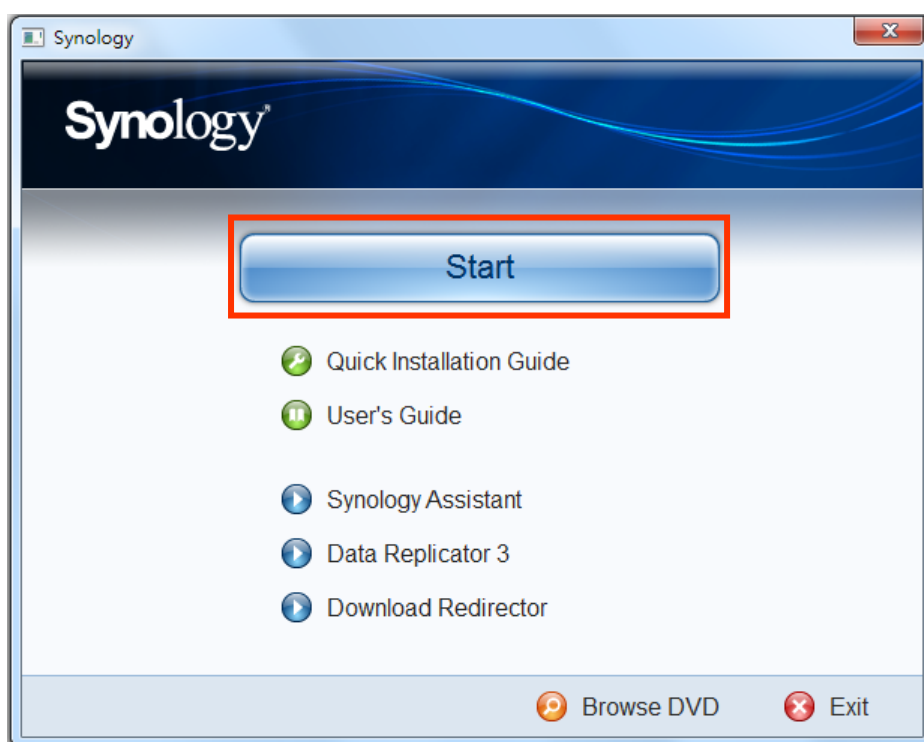 Synology
Synology
Start
Quick Installation Guide
User's Guide
Synology Assistant
Data Replicator 3
Download Redirector
Browse DVD
Exit